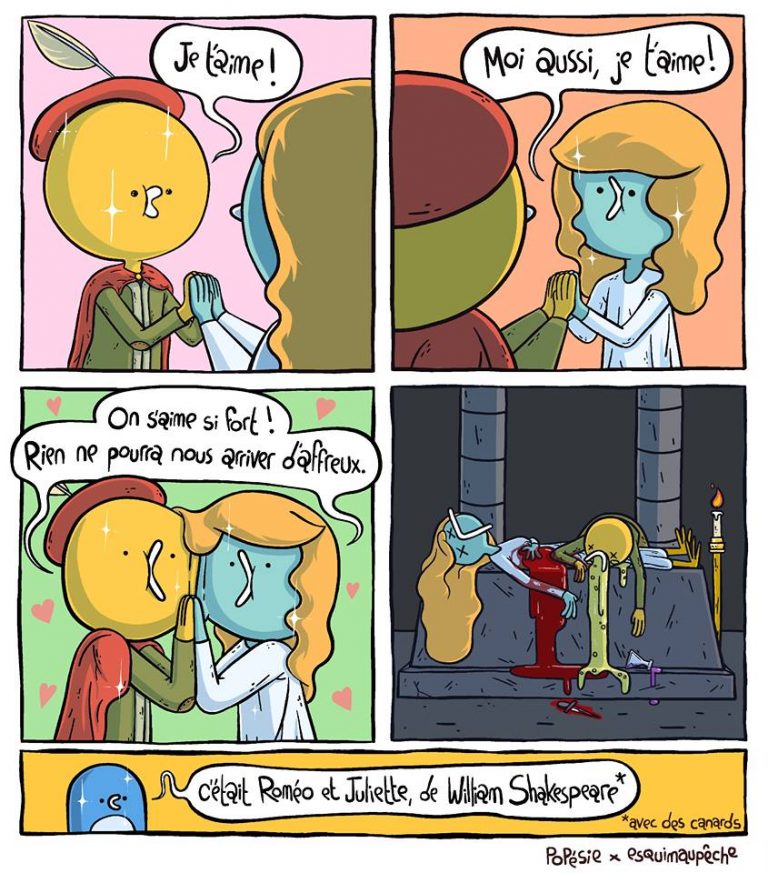 Je t'aime !
Moi aussi, je t'aime !
On s'aime si fort !
Rien ne pourra nous arriver d'affreux.
c'était Roméo et Juliette, de William Shakespeare*
*avec des canards
POPésie x esquimaupêche